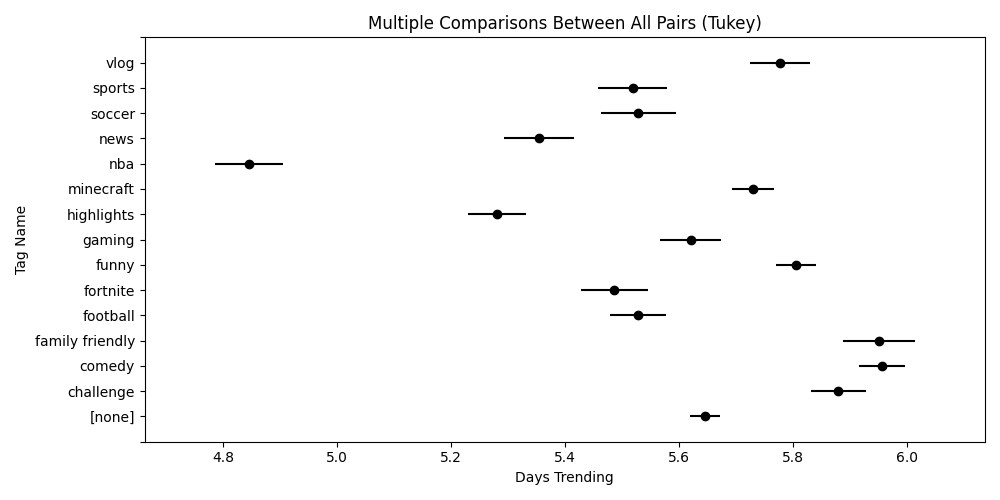 Multiple Comparisons Between All Pairs (Tukey)
vlog
sports
soccer
news
nba
minecraft
highlights
gaming
funny
fortnite
football
family friendly
comedy
challenge
[none]
Tag Name
4.8 5.0 5.2 5.4 5.6 5.8 6.0
Days Trending